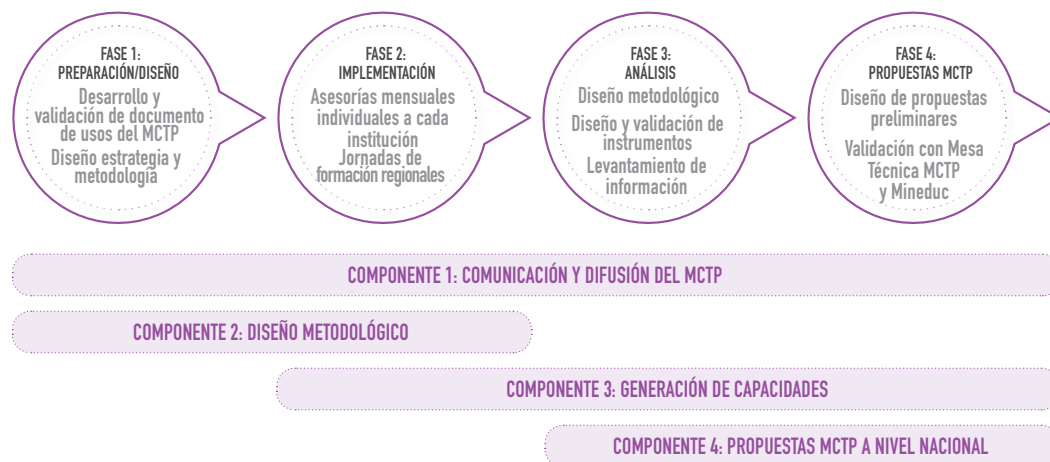 FASE 1:
PREPARACIÓN/DISEÑO
Desarrollo y
validación de documento
de usos del MCTP
Diseño estrategia y
metodología
FASE 2:
IMPLEMENTACIÓN
Asesorías mensuales
individuales a cada
institución
Jornadas de
formación regionales
FASE 3:
ANÁLISIS
Diseño metodológico
Diseño y validación de
instrumentos
Levantamiento de
información
FASE 4:
PROPUESTAS MCTP
Diseño de propuestas
preliminares
Validación con Mesa
Técnica MCTP
y Mineduc
COMPONENTE 1: COMUNICACIÓN Y DIFUSIÓN DEL MCTP
COMPONENTE 2: DISEÑO METODOLÓGICO
COMPONENTE 3: GENERACIÓN DE CAPACIDADES
COMPONENTE 4: PROPUESTAS MCTP A NIVEL NACIONAL